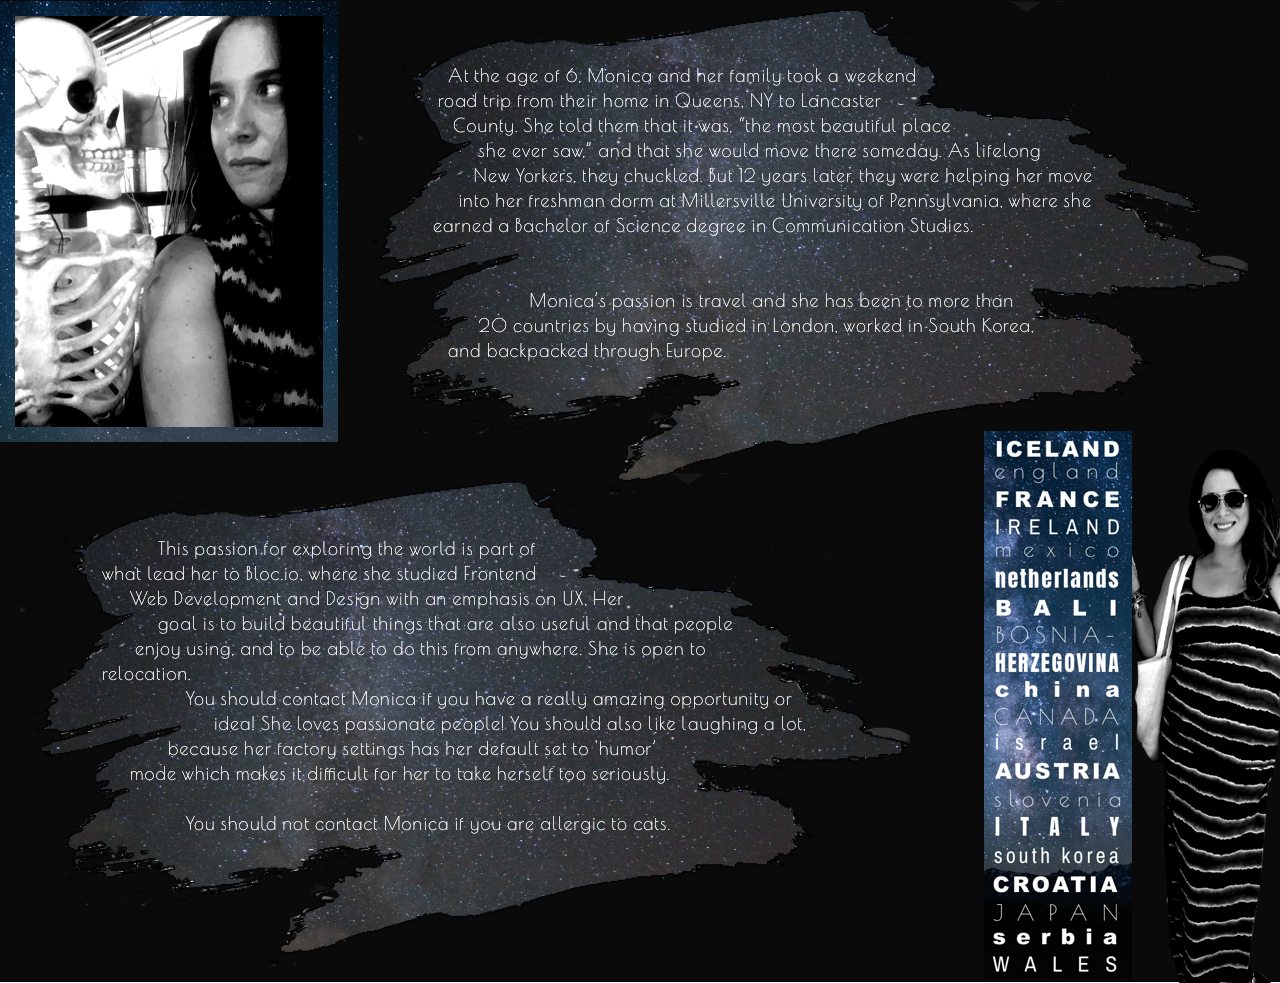 At the age of 6, Monica and her family took a weekend
road trip from their home in Queens, NY to Lancaster
County. She told them that it was, "the most beautiful place
she ever saw," and that she would move there someday. As lifelong
New Yorkers, they chuckled. But 12 years later, they were helping her move
into her freshman dorm at Millersville University of Pennsylvania, where she
earned a Bachelor of Science degree in Communication Studies.
Monica's passion is travel and she has been to more than
20 countries by having studied in London, worked in South Korea,
and backpacked through Europe.
This passion for exploring the world is part of
what lead her to Bloc.io, where she studied Frontend
Web Development and Design with an emphasis on UX, Her
goal is to build beautiful things that are also useful and that people
enjoy using, and to be able to do this from anywhere. She is open to
relocation.
You should contact Monica if you have a really amazing opportunity or
idea! She loves passionate people! You should also like laughing a lot,
because her factory settings has her default set to 'humor'
mode which makes it difficult for her to take herself too seriously.
You should not contact Monica if you are allergic to cats.
ICELAND
england
FRANCE
IRELAND
mexico
netherlands
BALI
BOSNIA-
HERZEGOVINA
china
CANADA
israel
AUSTRIA
slovenia
ITALY
south korea
CROATIA
JAPAN
serbia
WALES